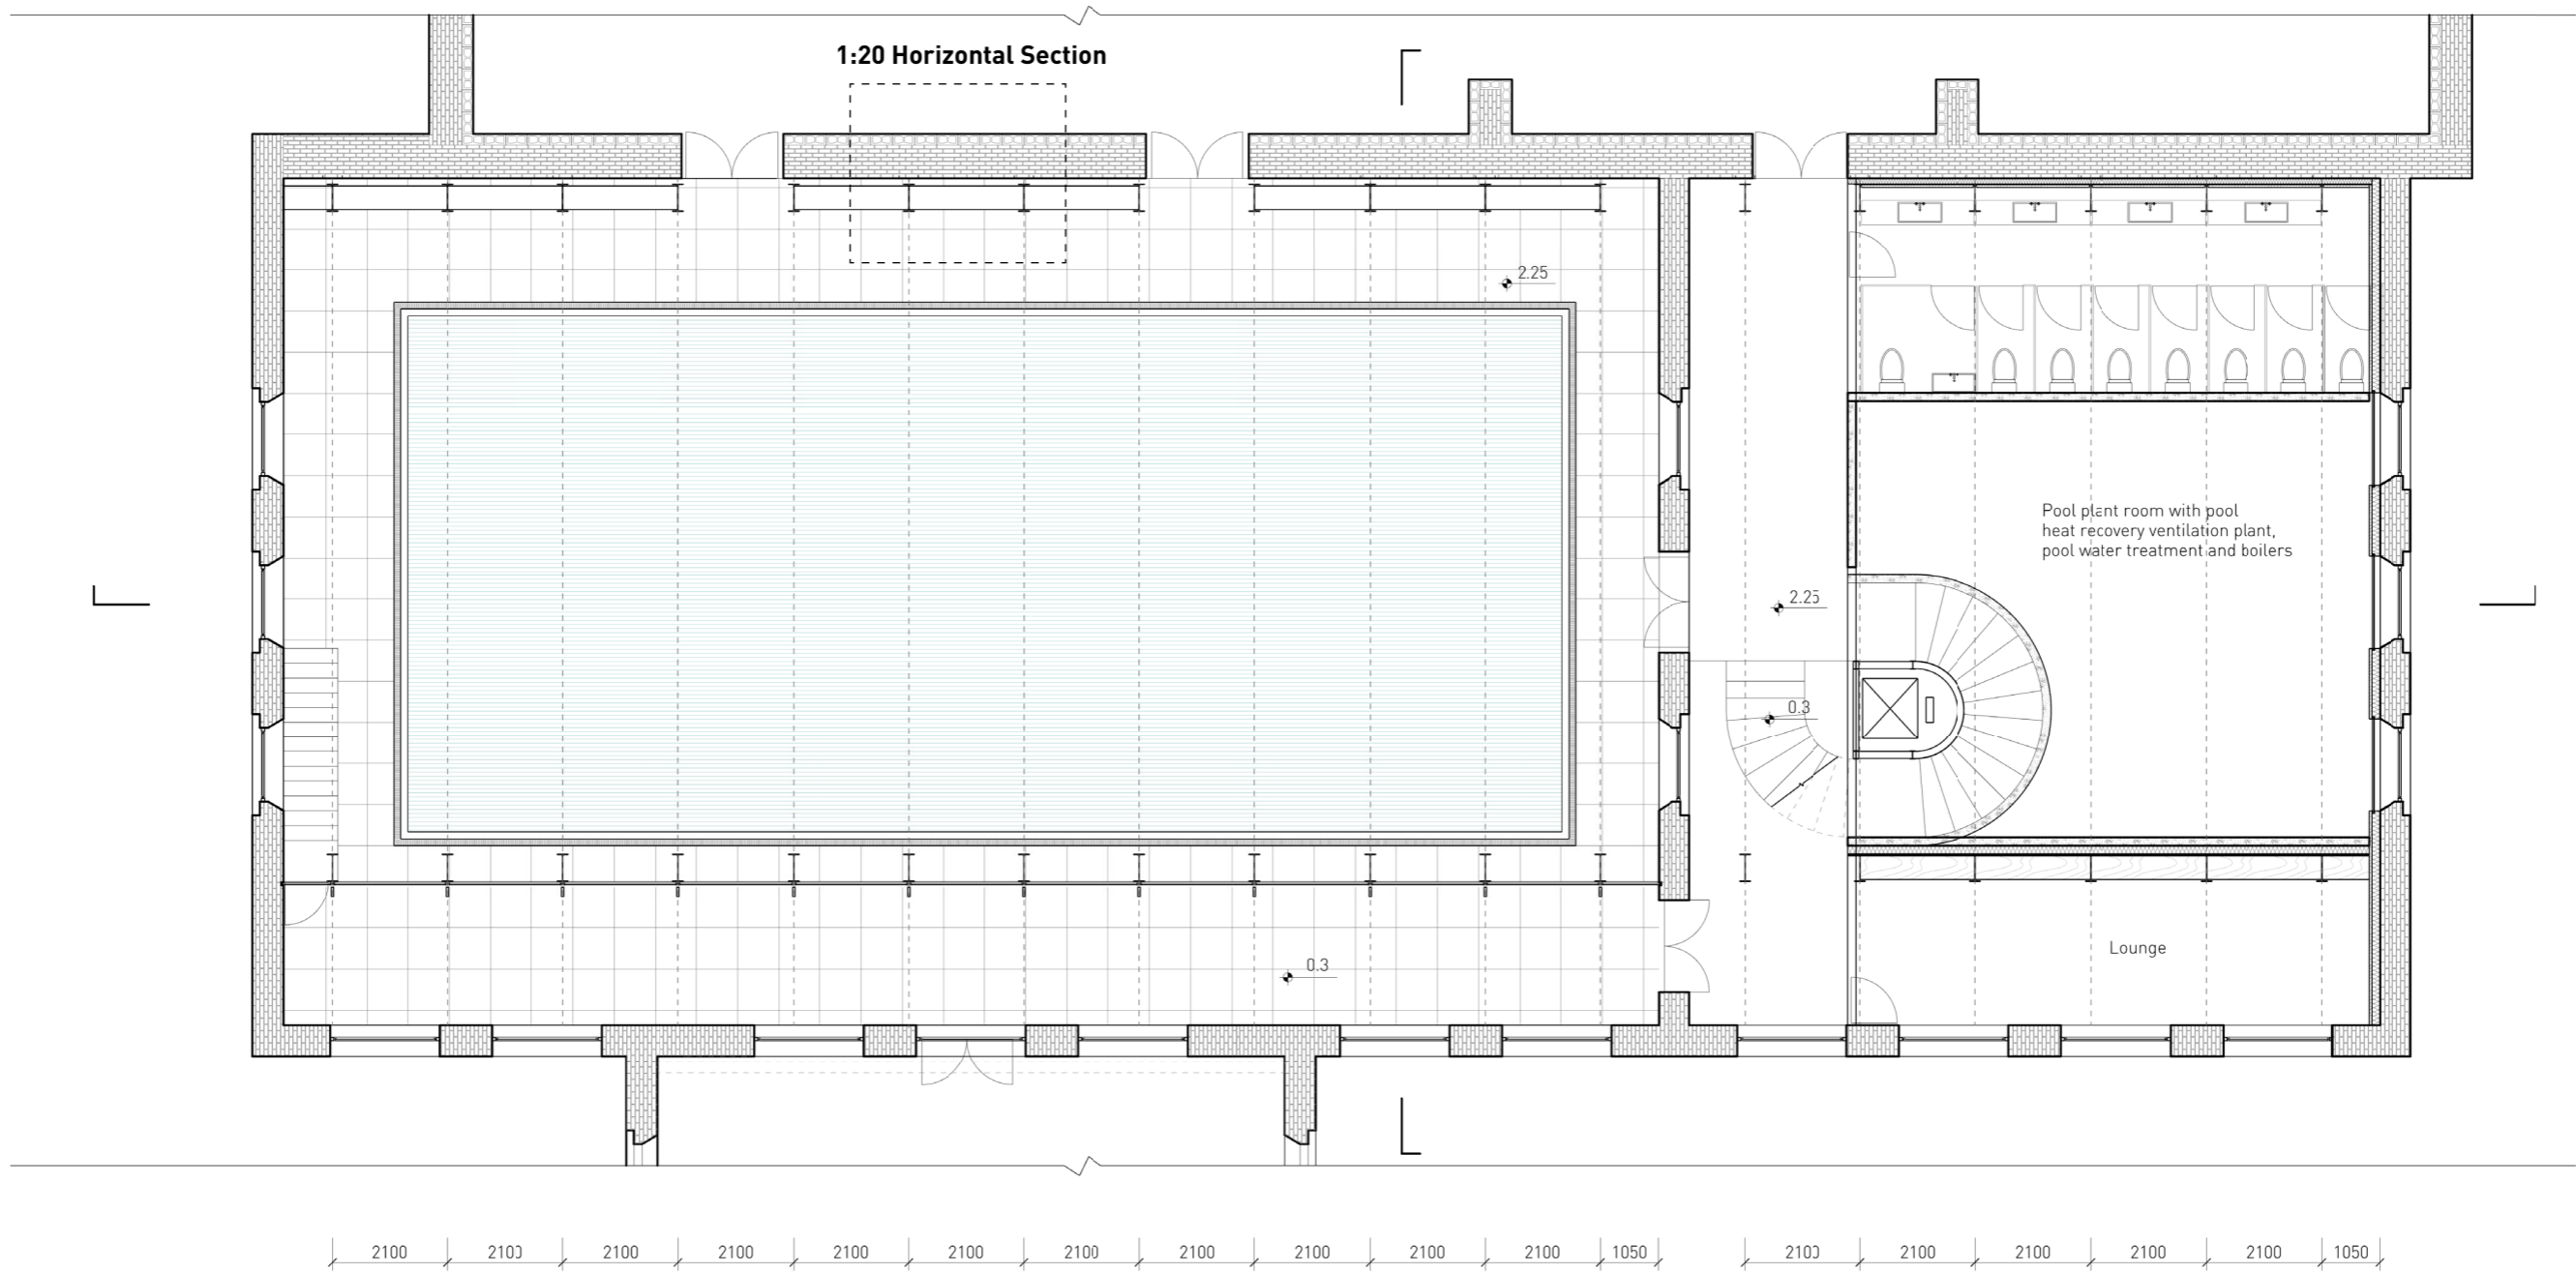 1:20 Horizontal Section
2.25
Pool plant room with pool
heat recovery ventilation plant,
pool water treatment and boilers
2.25
0.3
Lounge
0.3
2100 2100 2100 2100 2100 2100 2100 2100 2100 2100 2100 1050 2100 2100 2100 2100 2100 1050